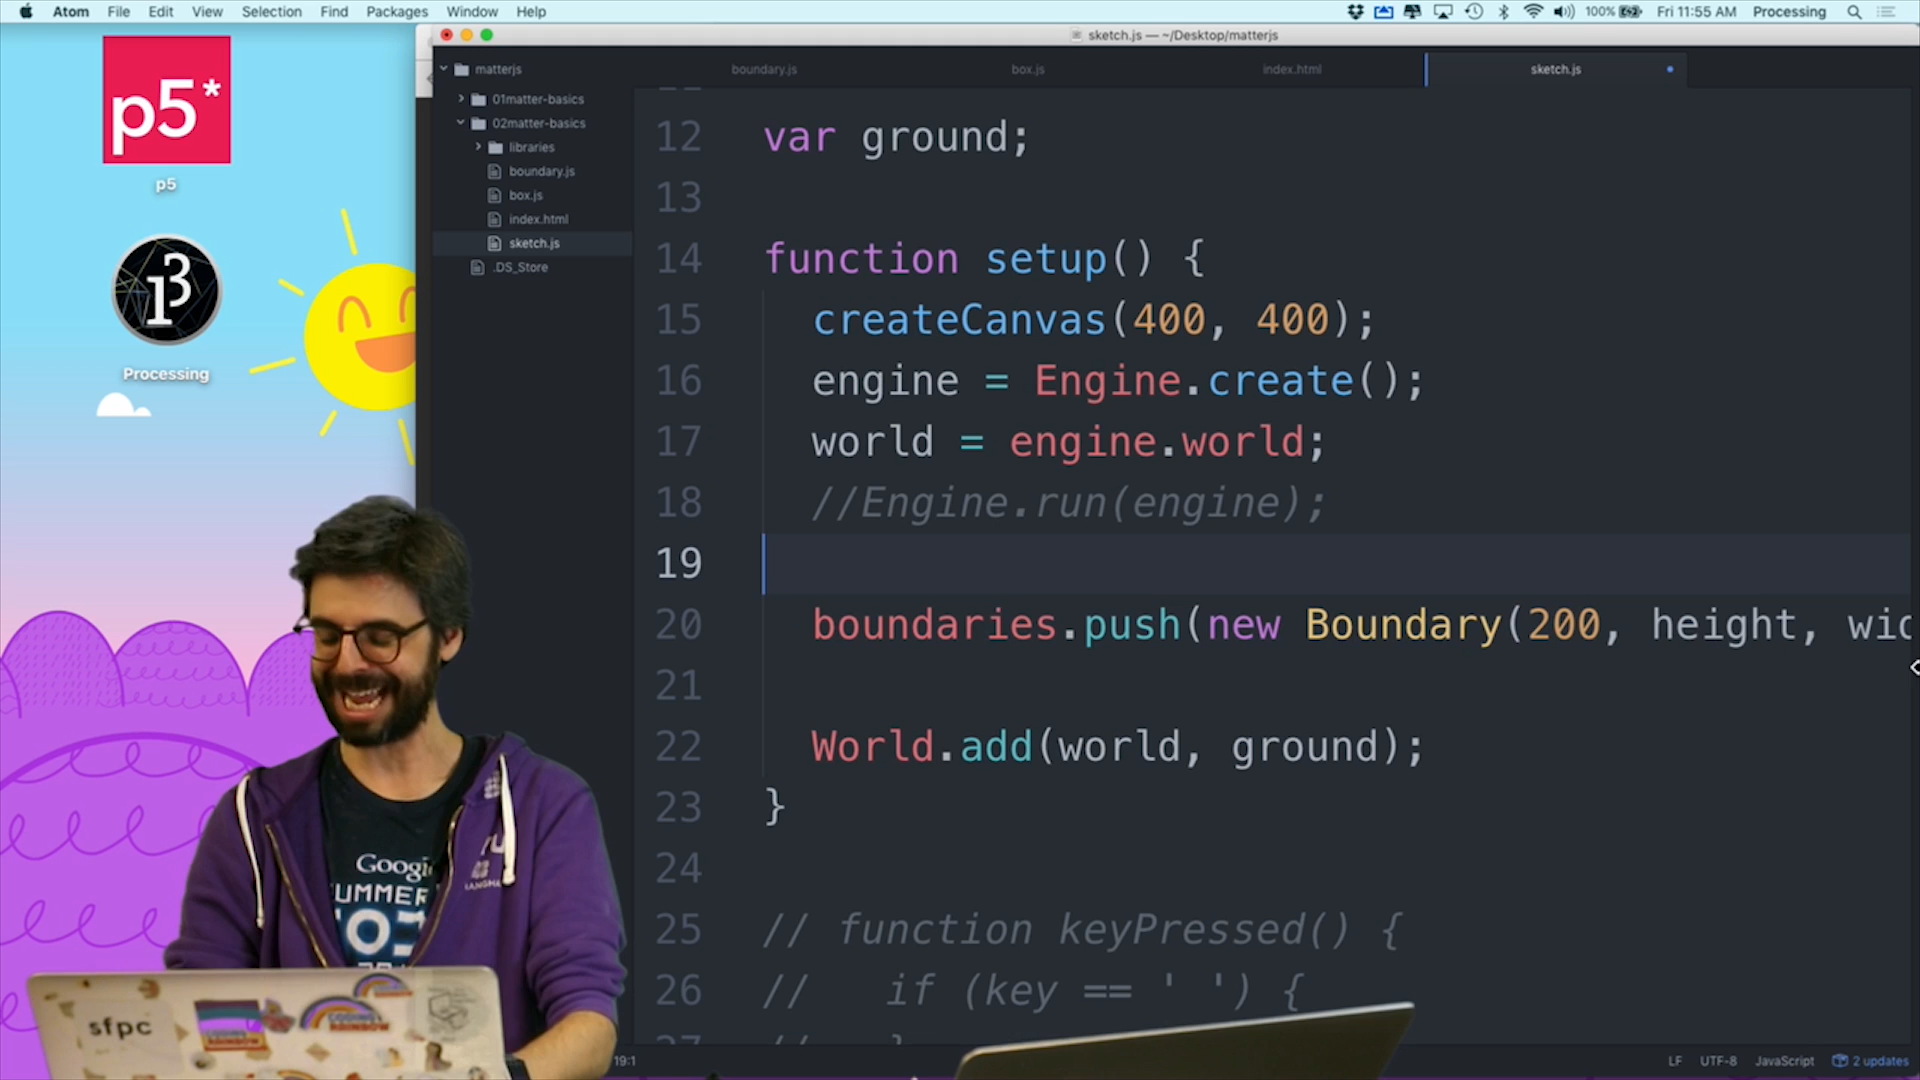 Atom File Edit View Selection Find Packages Window Help 100% Fri 11:55 AM Processing
sketch.js — ~/Desktop/matterjs
p5*
p5
Processing
matterjs
01matter-basics
02matter-basics
libraries
boundary.js
box.js
index.html
sketch.js
.DS_Store
boundary.js box.js index.html sketch.js
12 var ground;
13
14 function setup() {
15 createCanvas(400, 400);
16 engine = Engine.create();
17 world = engine.world;
18 //Engine.run(engine);
19
20 boundaries.push(new Boundary(200, height, wid
21
22 World.add(world, ground);
23 }
24
25 // function keyPressed() {
26 // if (key == ' ') {
19:1 LF UTF-8 JavaScript 2 updates
Google
SUMMER
sfpc